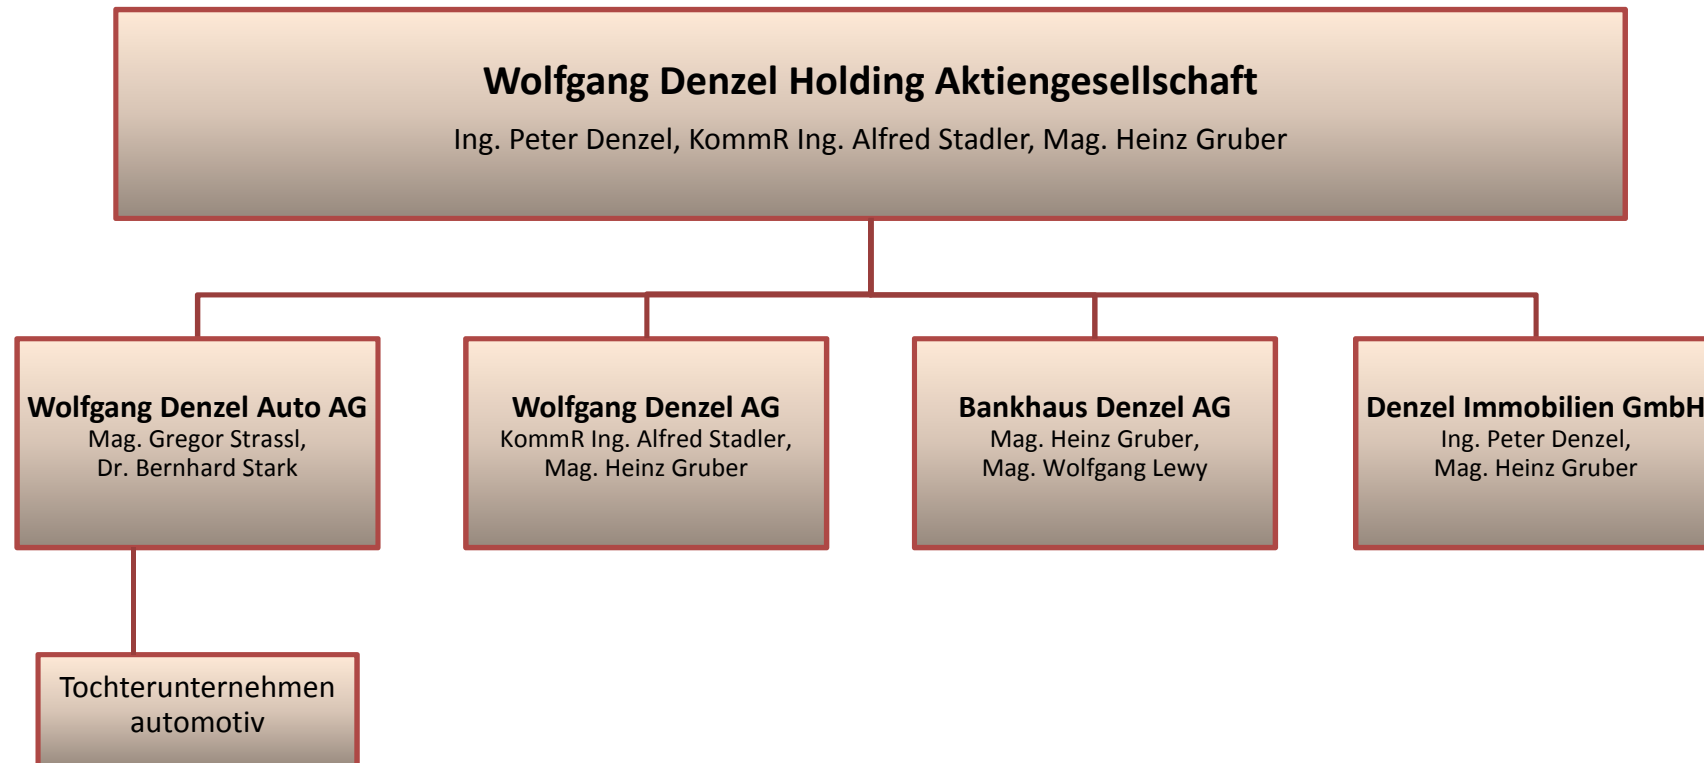 Wolfgang Denzel Holding Aktiengesellschaft
Ing. Peter Denzel, KommR Ing. Alfred Stadler, Mag. Heinz Gruber
Wolfgang Denzel Auto AG
Mag. Gregor Strassl,
Dr. Bernhard Stark
Wolfgang Denzel AG
KommR Ing. Alfred Stadler,
Mag. Heinz Gruber
Bankhaus Denzel AG
Mag. Heinz Gruber,
Mag. Wolfgang Lewy
Denzel Immobilien GmbH
Ing. Peter Denzel,
Mag. Heinz Gruber
Tochterunternehmen
automotiv